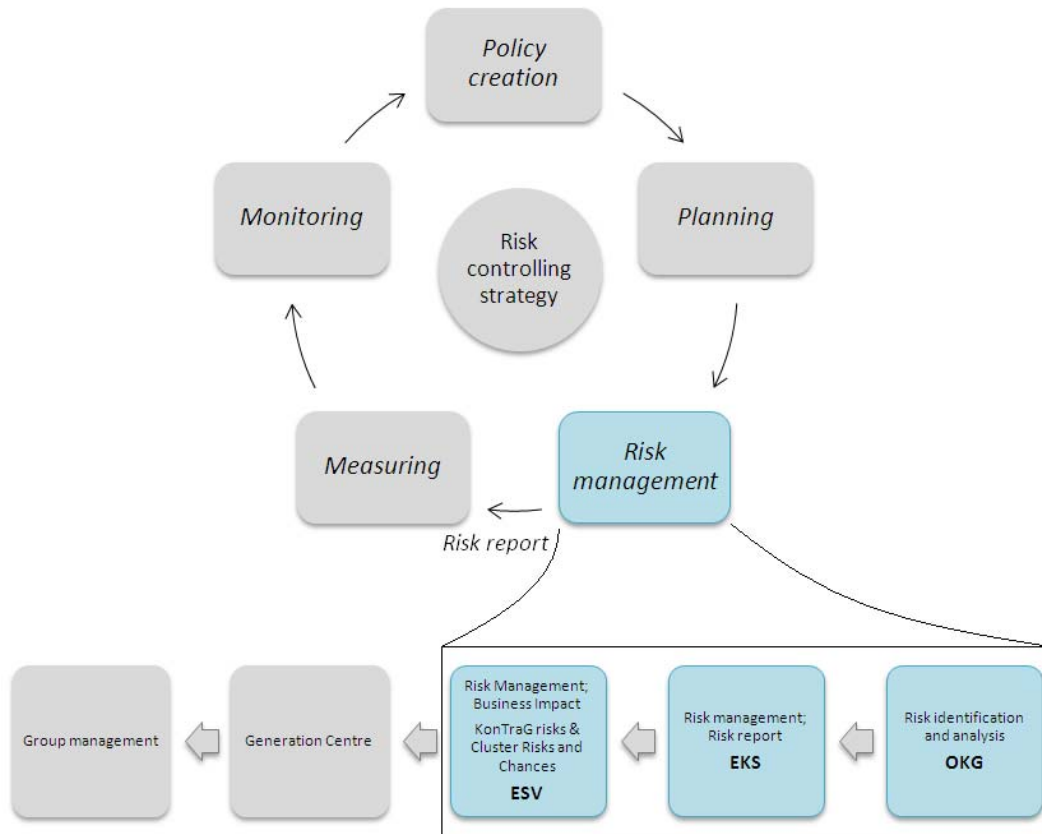 Policy
creation
Monitoring
Planning
Risk
controlling
strategy
Measuring
Risk
management
Risk report
Group management
Generation Centre
Risk Management;
Business Impact
KonTraG risks &
Cluster Risks and
Chances
ESV
Risk management;
Risk report
EKS
Risk identification
and analysis
OKG